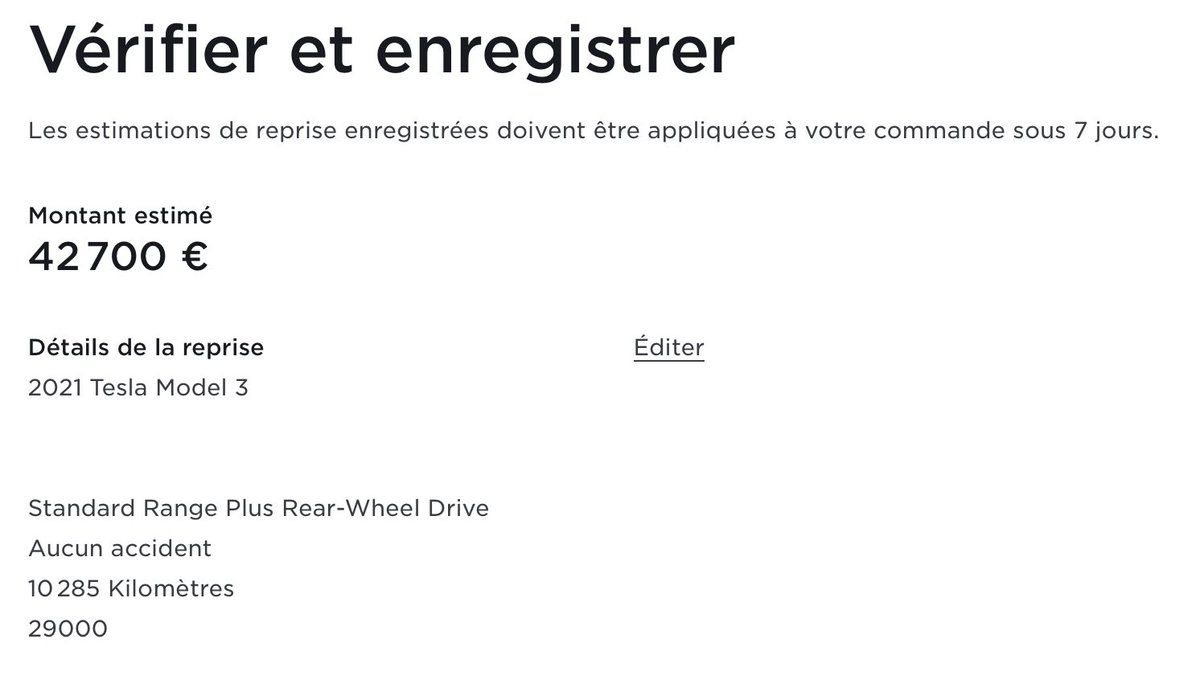 Vérifier et enregistrer
Les estimations de reprise enregistrées doivent être appliquées à votre commande sous 7 jours.
Montant estimé
42 700 €
Détails de la reprise Éditer
2021 Tesla Model 3
Standard Range Plus Rear-Wheel Drive
Aucun accident
10 285 Kilomètres
29000